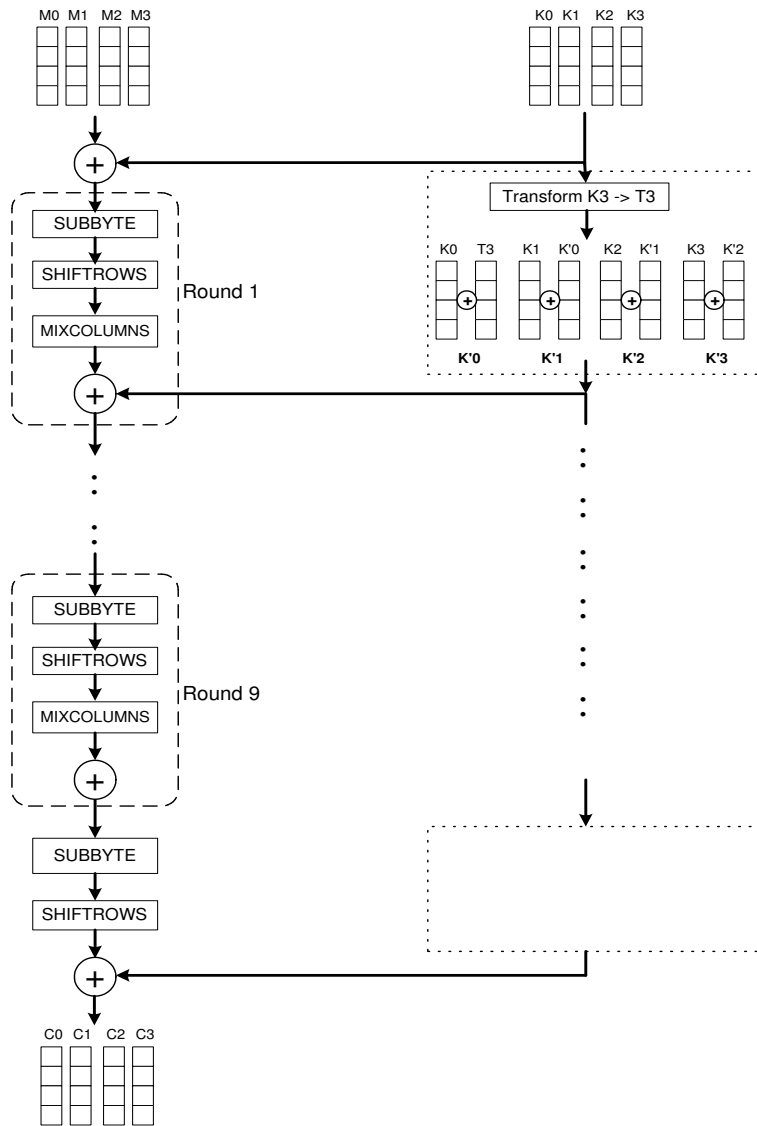 M0 M1 M2 M3
K0 K1 K2 K3
+
Transform K3 -> T3
SUBBYTE
SHIFTROWS
MIXCOLUMNS
+
Round 1
K0 T3 K1 K'0 K2 K'1 K3 K'2
+ + + +
K'0 K'1 K'2 K'3
SUBBYTE
SHIFTROWS
MIXCOLUMNS
+
Round 9
SUBBYTE
SHIFTROWS
+
C0 C1 C2 C3